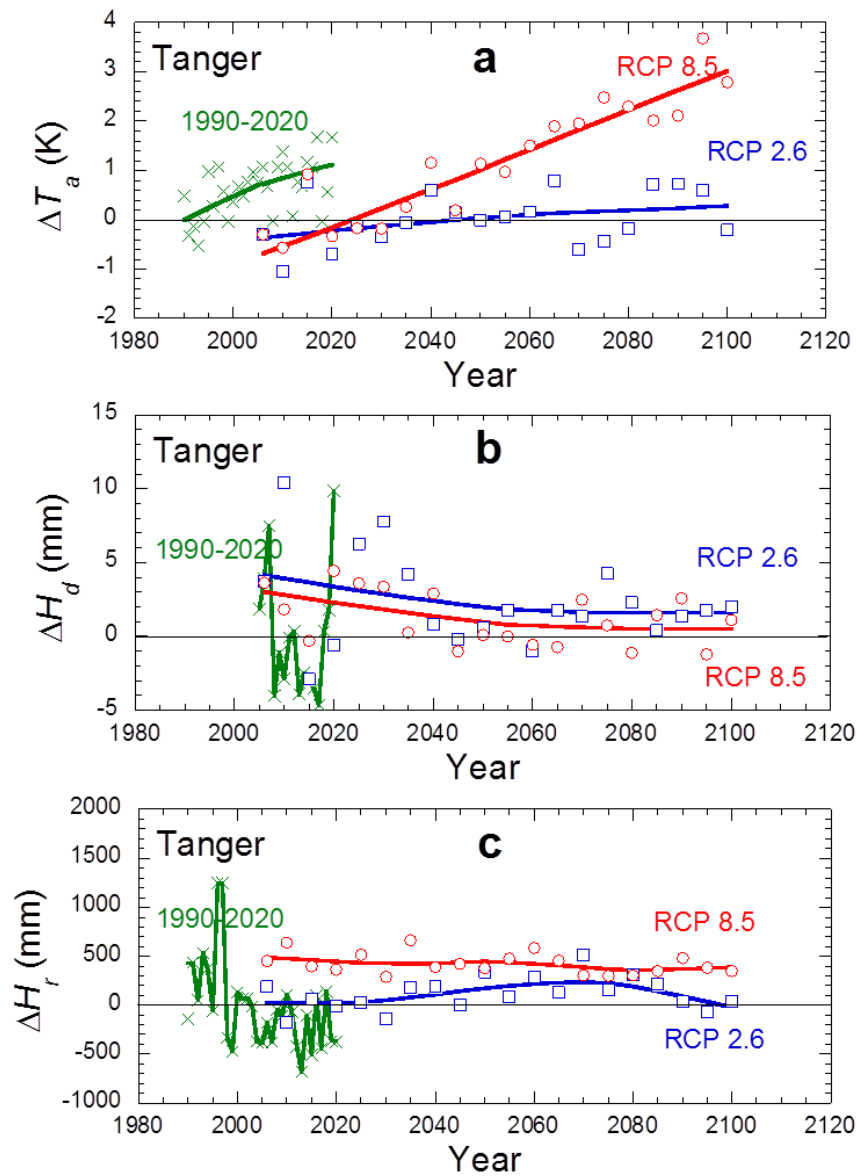 4
Tanger
a
RCP 8.5
3
1990-2020
2
RCP 2.6
1
0
-1
-2
ΔTa (K)
1980 2000 2020 2040 2060 2080 2100 2120
Year
15
Tanger
b
10
1990-2020
RCP 2.6
5
0
RCP 8.5
-5
ΔHd (mm)
1980 2000 2020 2040 2060 2080 2100 2120
Year
2000
Tanger
c
1500
1990-2020
RCP 8.5
1000
500
0
RCP 2.6
-500
-1000
ΔHr (mm)
1980 2000 2020 2040 2060 2080 2100 2120
Year